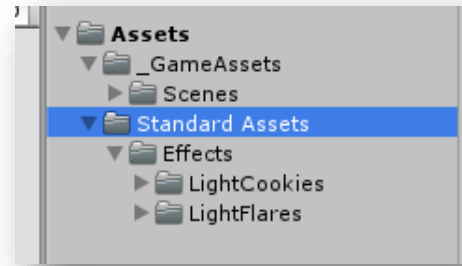 Assets
_GameAssets
Scenes
Standard Assets
Effects
LightCookies
LightFlares